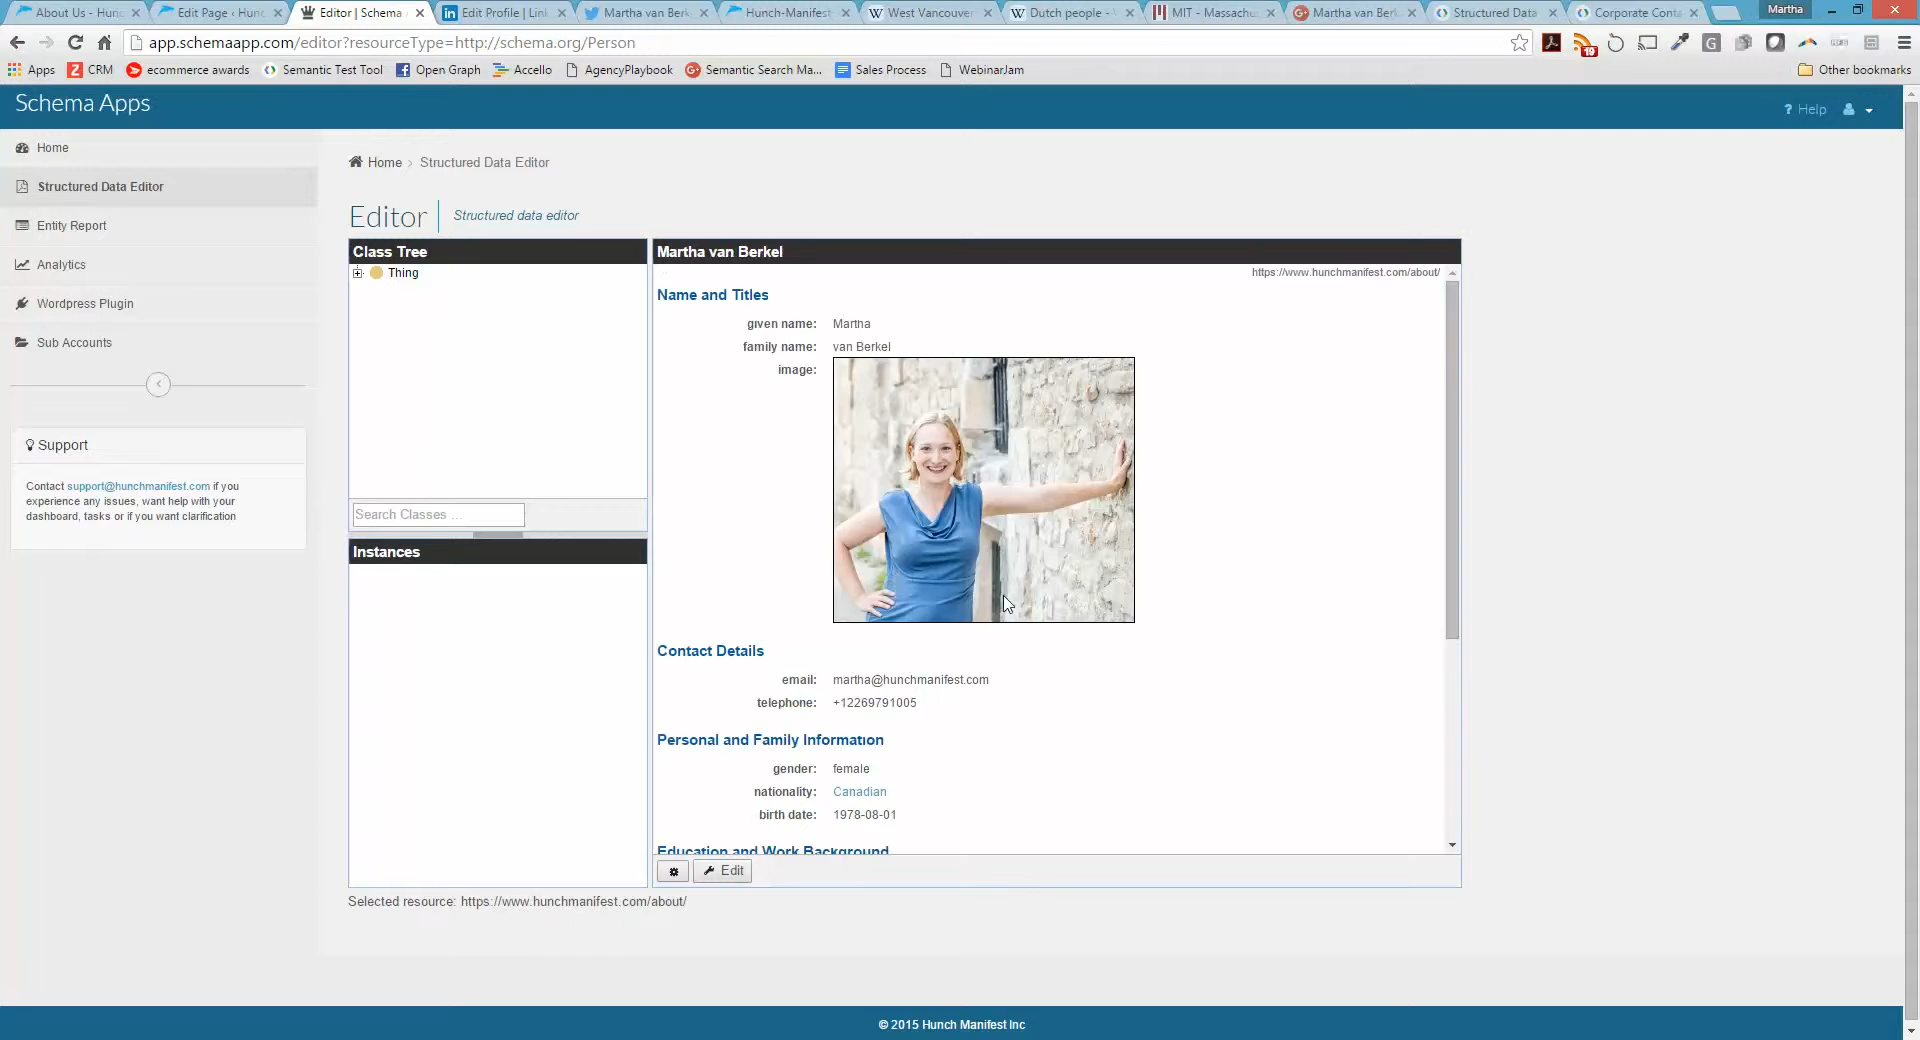 About Us - Hunc
Edit Page ‹ Hunc
Editor | Schema
Edit Profile | Link
Martha van Berk
Hunch-Manifest
West Vancouver
Dutch people -
MIT - Massachus
Martha van Berk
Structured Data
Corporate Conta
Martha
app.schemaapp.com/editor?resourceType=http://schema.org/Person
19
Apps
CRM
ecommerce awards
Semantic Test Tool
Open Graph
Accello
AgencyPlaybook
Semantic Search Ma...
Sales Process
WebinarJam
Other bookmarks
Schema Apps
? Help
Home
Structured Data Editor
Entity Report
Analytics
Wordpress Plugin
Sub Accounts
Support
Contact support@hunchmanifest.com if you
experience any issues, want help with your
dashboard, tasks or if you want clarification
Home › Structured Data Editor
Editor
Structured data editor
Class Tree
Thing
Search Classes ...
Instances
Martha van Berkel
https://www.hunchmanifest.com/about/
Name and Titles
given name: Martha
family name: van Berkel
image:
Contact Details
email: martha@hunchmanifest.com
telephone: +12269791005
Personal and Family Information
gender: female
nationality: Canadian
birth date: 1978-08-01
Education and Work Background
Edit
Selected resource: https://www.hunchmanifest.com/about/
© 2015 Hunch Manifest Inc